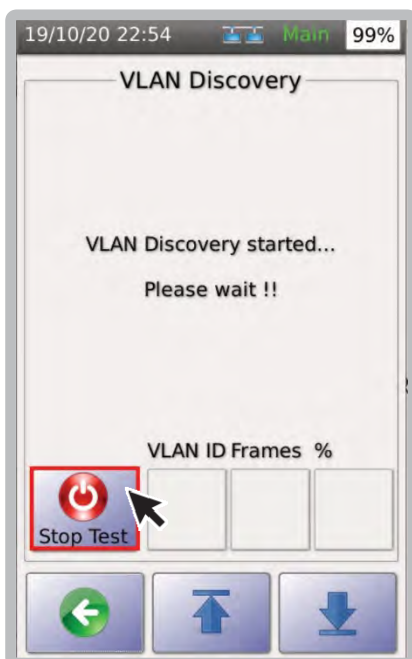 19/10/20 22:54 Main 99%
VLAN Discovery
VLAN Discovery started...
Please wait !!
VLAN ID Frames %
Stop Test